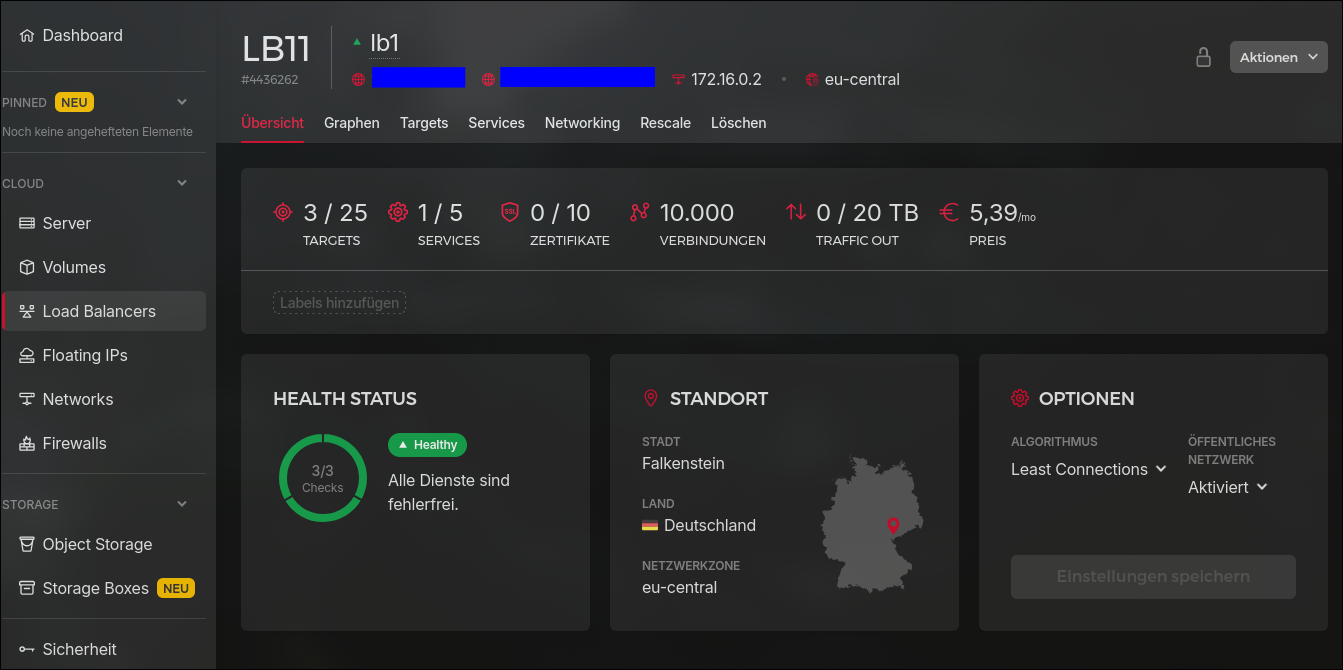 Dashboard
PINNED NEU
Noch keine angehefteten Elemente
CLOUD
Server
Volumes
Load Balancers
Floating IPs
Networks
Firewalls
STORAGE
Object Storage
Storage Boxes NEU
Sicherheit
LB11
#4436262
lb1
172.16.0.2 • eu-central
Aktionen
Übersicht Graphen Targets Services Networking Rescale Löschen
3 / 25
TARGETS
1 / 5
SERVICES
SSL
0 / 10
ZERTIFIKATE
10.000
VERBINDUNGEN
0 / 20 TB
TRAFFIC OUT
€ 5,39/mo
PREIS
Labels hinzufügen
HEALTH STATUS
3/3
Checks
Healthy
Alle Dienste sind
fehlerfrei.
STANDORT
STADT
Falkenstein
LAND
Deutschland
NETZWERKZONE
eu-central
OPTIONEN
ALGORITHMUS
Least Connections
ÖFFENTLICHES
NETZWERK
Aktiviert
Einstellungen speichern